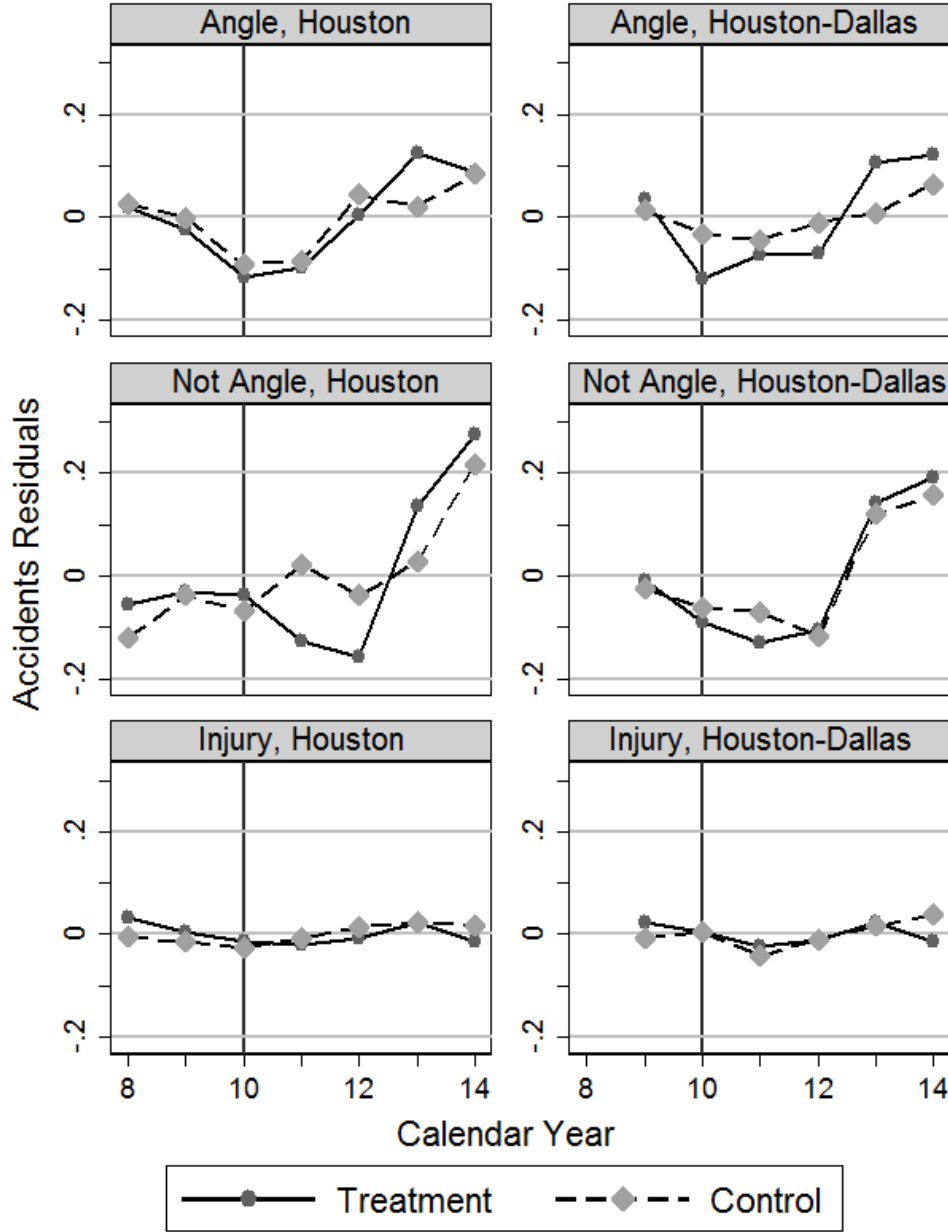 Angle, Houston
Angle, Houston-Dallas
.2
0
-.2
.2
0
-.2
Not Angle, Houston
Not Angle, Houston-Dallas
.2
0
-.2
.2
0
-.2
Accidents Residuals
Injury, Houston
Injury, Houston-Dallas
.2
0
-.2
.2
0
-.2
8 10 12 14
8 10 12 14
Calendar Year
Treatment Control